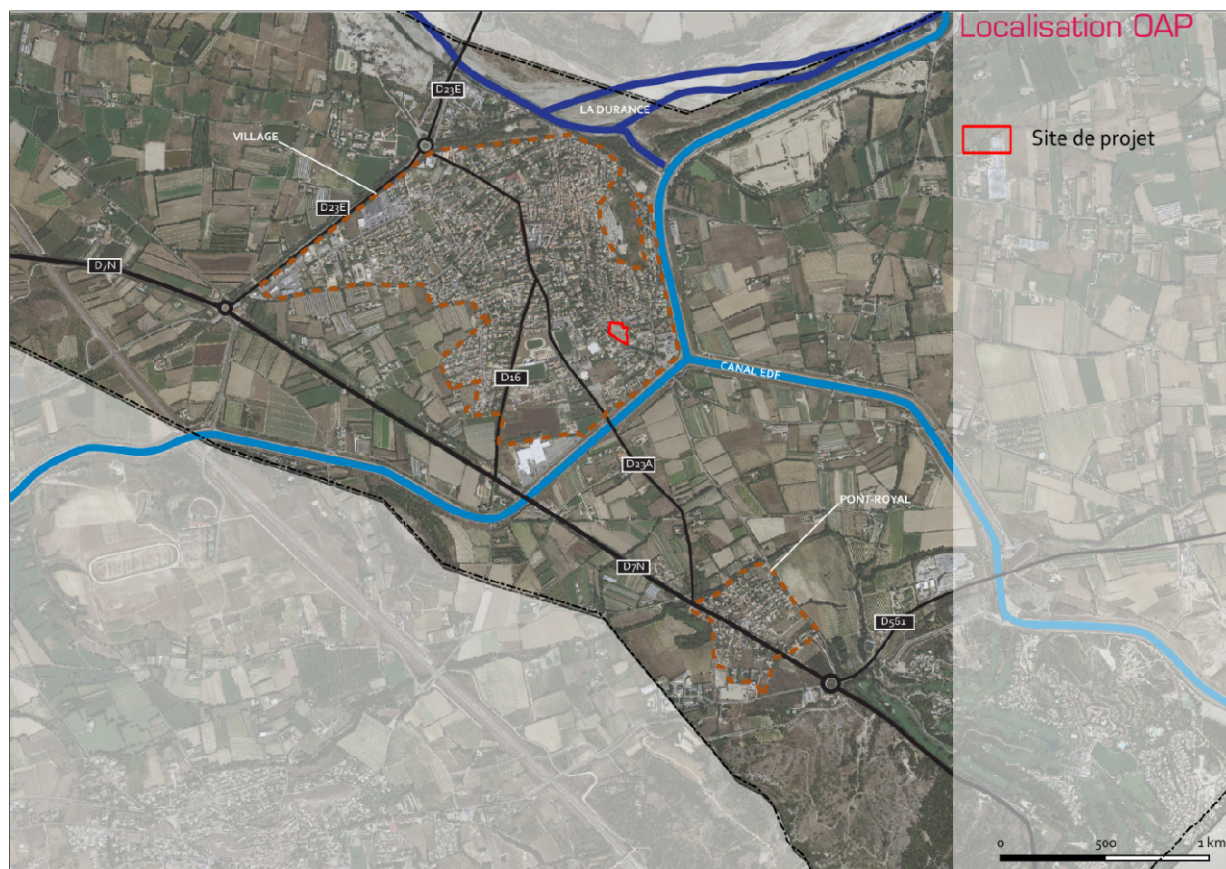 Localisation OAP
Site de projet
D23E
LA DURANCE
VILLAGE
D23E
D7N
CANAL EDF
D16
D23A
PONT-ROYAL
D7N
D561
0 500 1 km